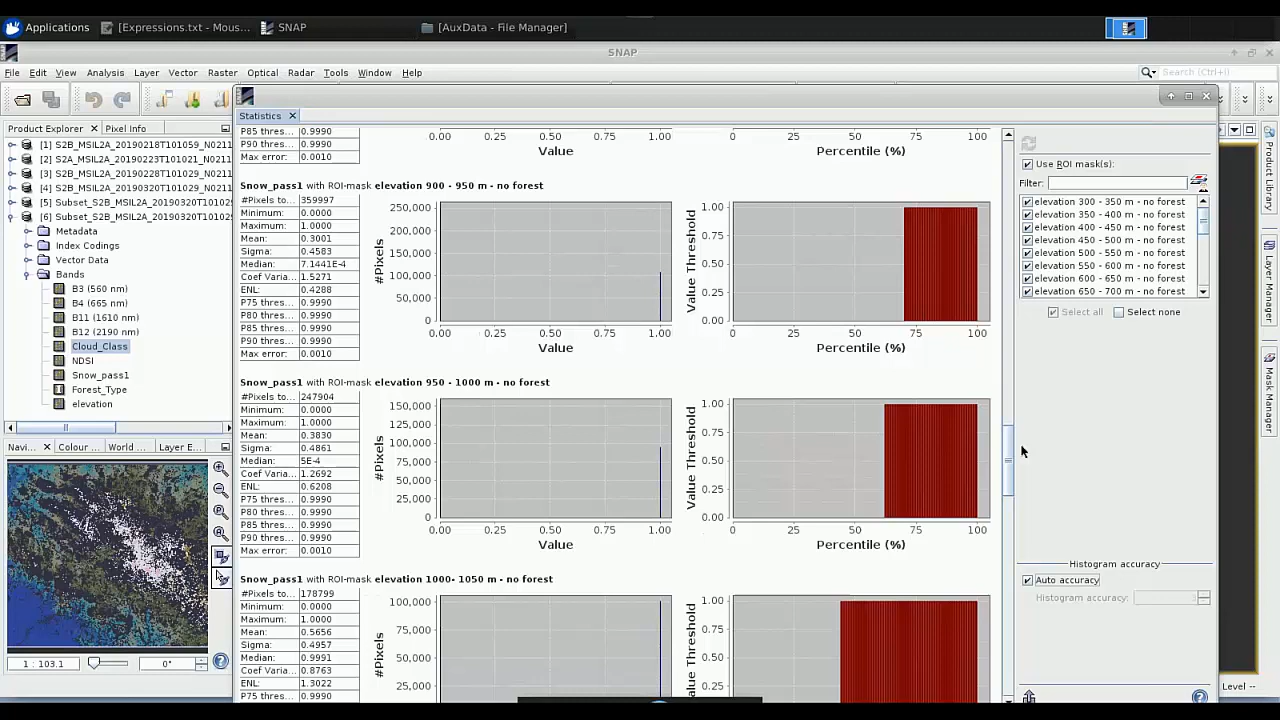 Applications [Expressions.txt - Mous... SNAP [AuxData - File Manager]
SNAP
File Edit View Analysis Layer Vector Raster Optical Radar Tools Window Help Search (Ctrl+I)
Product Explorer Pixel Info
[1] S2B_MSIL2A_20190218T101059_N0211
[2] S2A_MSIL2A_20190223T101021_N0211
[3] S2B_MSIL2A_20190228T101029_N0211
[4] S2B_MSIL2A_20190320T101029_N0211
[5] Subset_S2B_MSIL2A_20190320T1010
[6] Subset_S2B_MSIL2A_20190320T10102
Metadata
Index Codings
Vector Data
Bands
B3 (560 nm)
B4 (665 nm)
B11 (1610 nm)
B12 (2190 nm)
Cloud_Class
NDSI
Snow_pass1
Forest_Type
elevation
Navi... Colour ... World ... Layer E...
1 : 103.1 0°
Statistics
P85 thres... 0.9990
P90 thres... 0.9990
Max error: 0.0010
0.00 0.25 0.50 0.75 1.00
Value
0 25 50 75 100
Percentile (%)
Snow_pass1 with ROI-mask elevation 900 - 950 m - no forest
#Pixels to... 359997
Minimum: 0.0000
Maximum: 1.0000
Mean: 0.3001
Sigma: 0.4583
Median: 7.1441E-4
Coef Varia... 1.5271
ENL: 0.4288
P75 thres... 0.9990
P80 thres... 0.9990
P85 thres... 0.9990
P90 thres... 0.9990
Max error: 0.0010
#Pixels
250,000
200,000
150,000
100,000
50,000
0
0.00 0.25 0.50 0.75 1.00
Value
Value Threshold
1.00
0.75
0.50
0.25
0.00
0 25 50 75 100
Percentile (%)
Snow_pass1 with ROI-mask elevation 950 - 1000 m - no forest
#Pixels to... 247904
Minimum: 0.0000
Maximum: 1.0000
Mean: 0.3830
Sigma: 0.4861
Median: 5E-4
Coef Varia... 1.2692
ENL: 0.6208
P75 thres... 0.9990
P80 thres... 0.9990
P85 thres... 0.9990
P90 thres... 0.9990
Max error: 0.0010
#Pixels
150,000
125,000
100,000
75,000
50,000
25,000
0
0.00 0.25 0.50 0.75 1.00
Value
Value Threshold
1.00
0.75
0.50
0.25
0.00
0 25 50 75 100
Percentile (%)
Snow_pass1 with ROI-mask elevation 1000- 1050 m - no forest
#Pixels to... 178799
Minimum: 0.0000
Maximum: 1.0000
Mean: 0.5656
Sigma: 0.4957
Median: 0.9991
Coef Varia... 0.8763
ENL: 1.3022
P75 thres... 0.9990
#Pixels
100,000
75,000
50,000
25,000
Value Threshold
1.00
0.75
0.50
0.25
Use ROI mask(s):
Filter:
elevation 300 - 350 m - no forest
elevation 350 - 400 m - no forest
elevation 400 - 450 m - no forest
elevation 450 - 500 m - no forest
elevation 500 - 550 m - no forest
elevation 550 - 600 m - no forest
elevation 600 - 650 m - no forest
elevation 650 - 700 m - no forest
Select all Select none
Histogram accuracy
Auto accuracy
Histogram accuracy: 3
Product Library
Layer Manager
Mask Manager
Level --